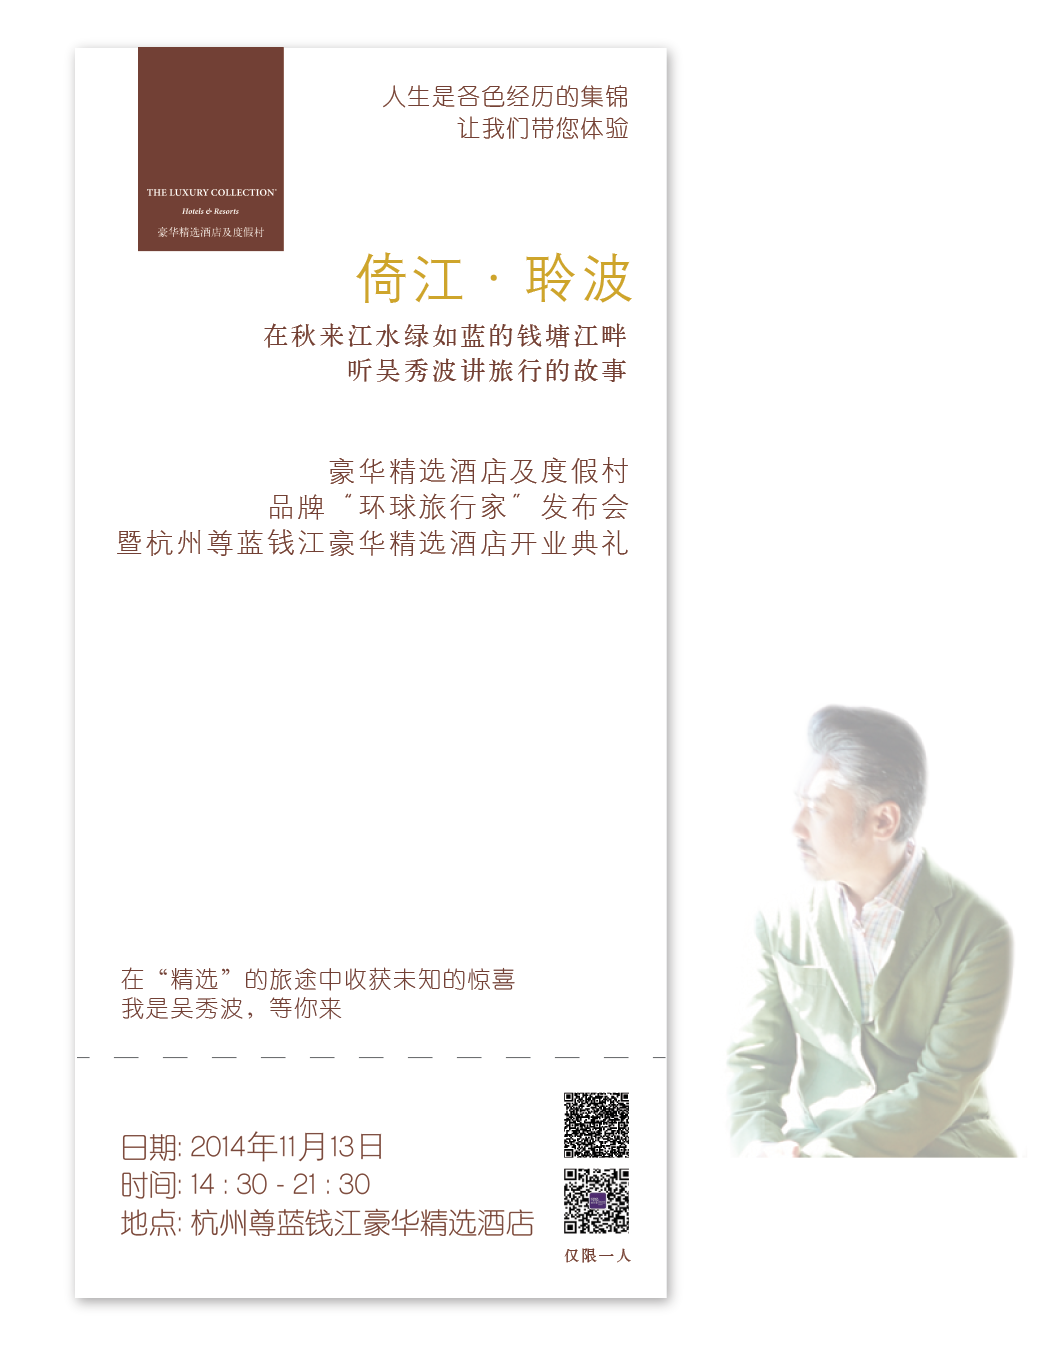 人生是各色经历的集锦
让我们带您体验
THE LUXURY COLLECTION
Hotels & Resorts
豪华精选酒店及度假村
倚江·聆波
在秋来江水绿如蓝的钱塘江畔
听吴秀波讲旅行的故事
豪华精选酒店及度假村
品牌“环球旅行家”发布会
暨杭州尊蓝钱江豪华精选酒店开业典礼
在“精选”的旅途中收获未知的惊喜
我是吴秀波，等你来
日期: 2014年11月13日
时间: 14 : 30 - 21 : 30
地点: 杭州尊蓝钱江豪华精选酒店
仅限一人